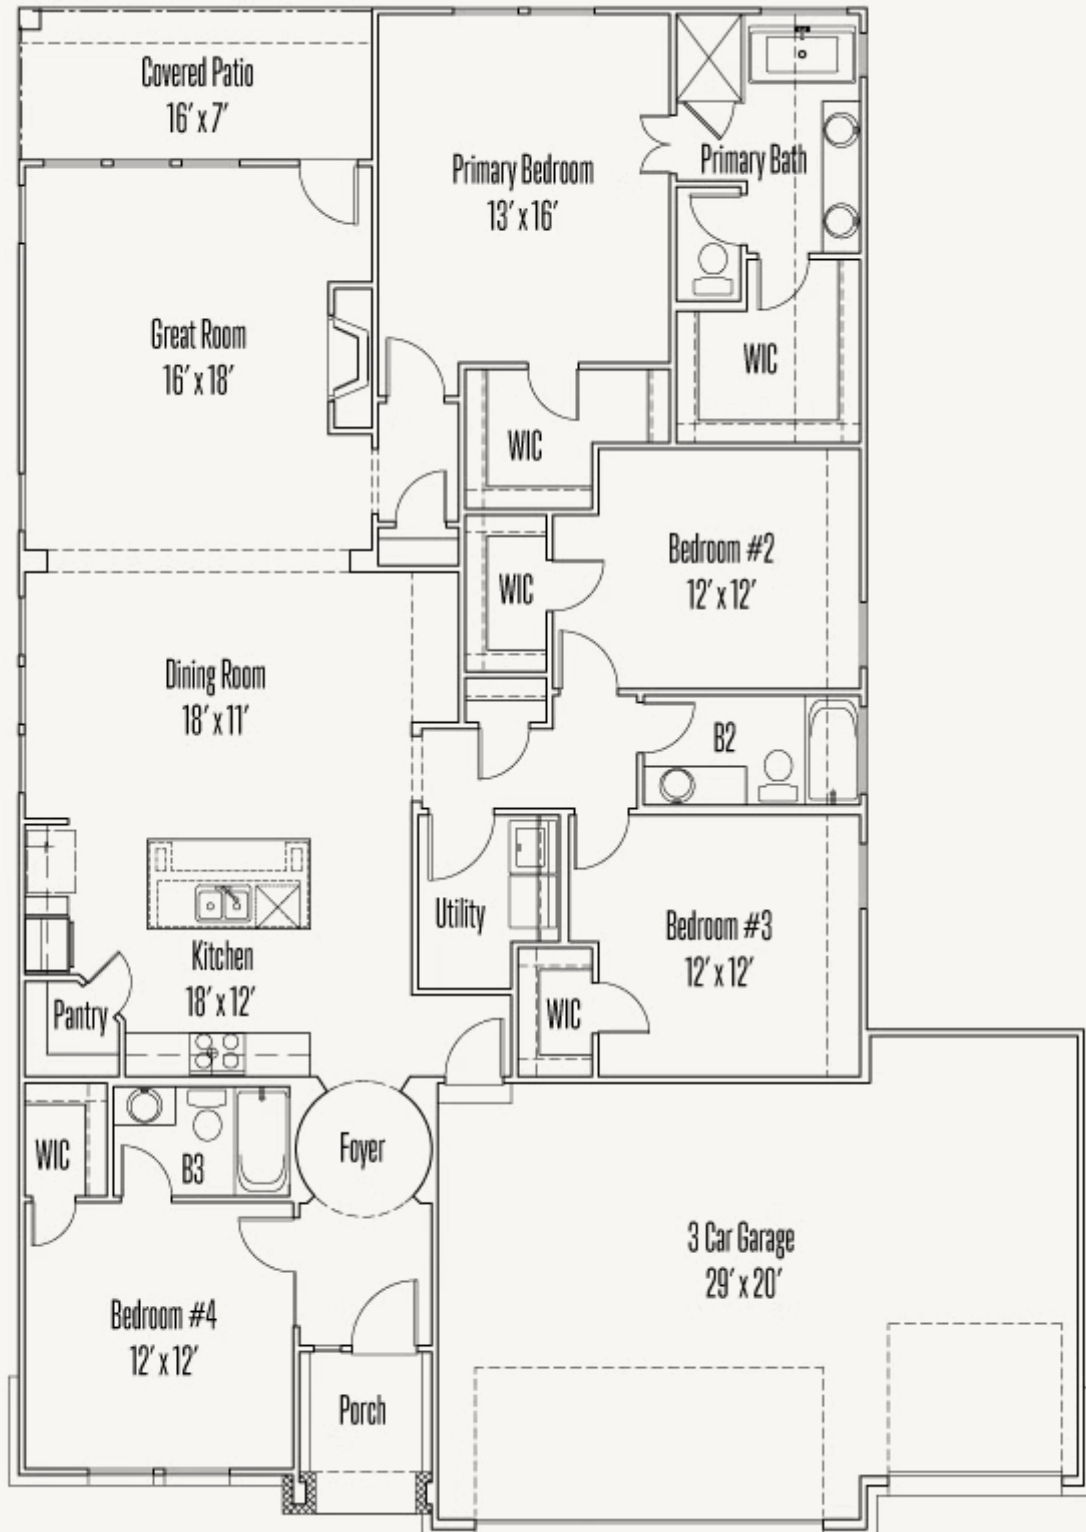 Covered Patio
16' x 7'
Primary Bedroom
13' x 16'
Primary Bath
Great Room
16' x 18'
WIC
WIC
Bedroom #2
12' x 12'
WIC
Dining Room
18' x 11'
B2
Utility
Bedroom #3
12' x 12'
Kitchen
18' x 12'
Pantry
WIC
WIC
B3
Foyer
3 Car Garage
29' x 20'
Bedroom #4
12' x 12'
Porch